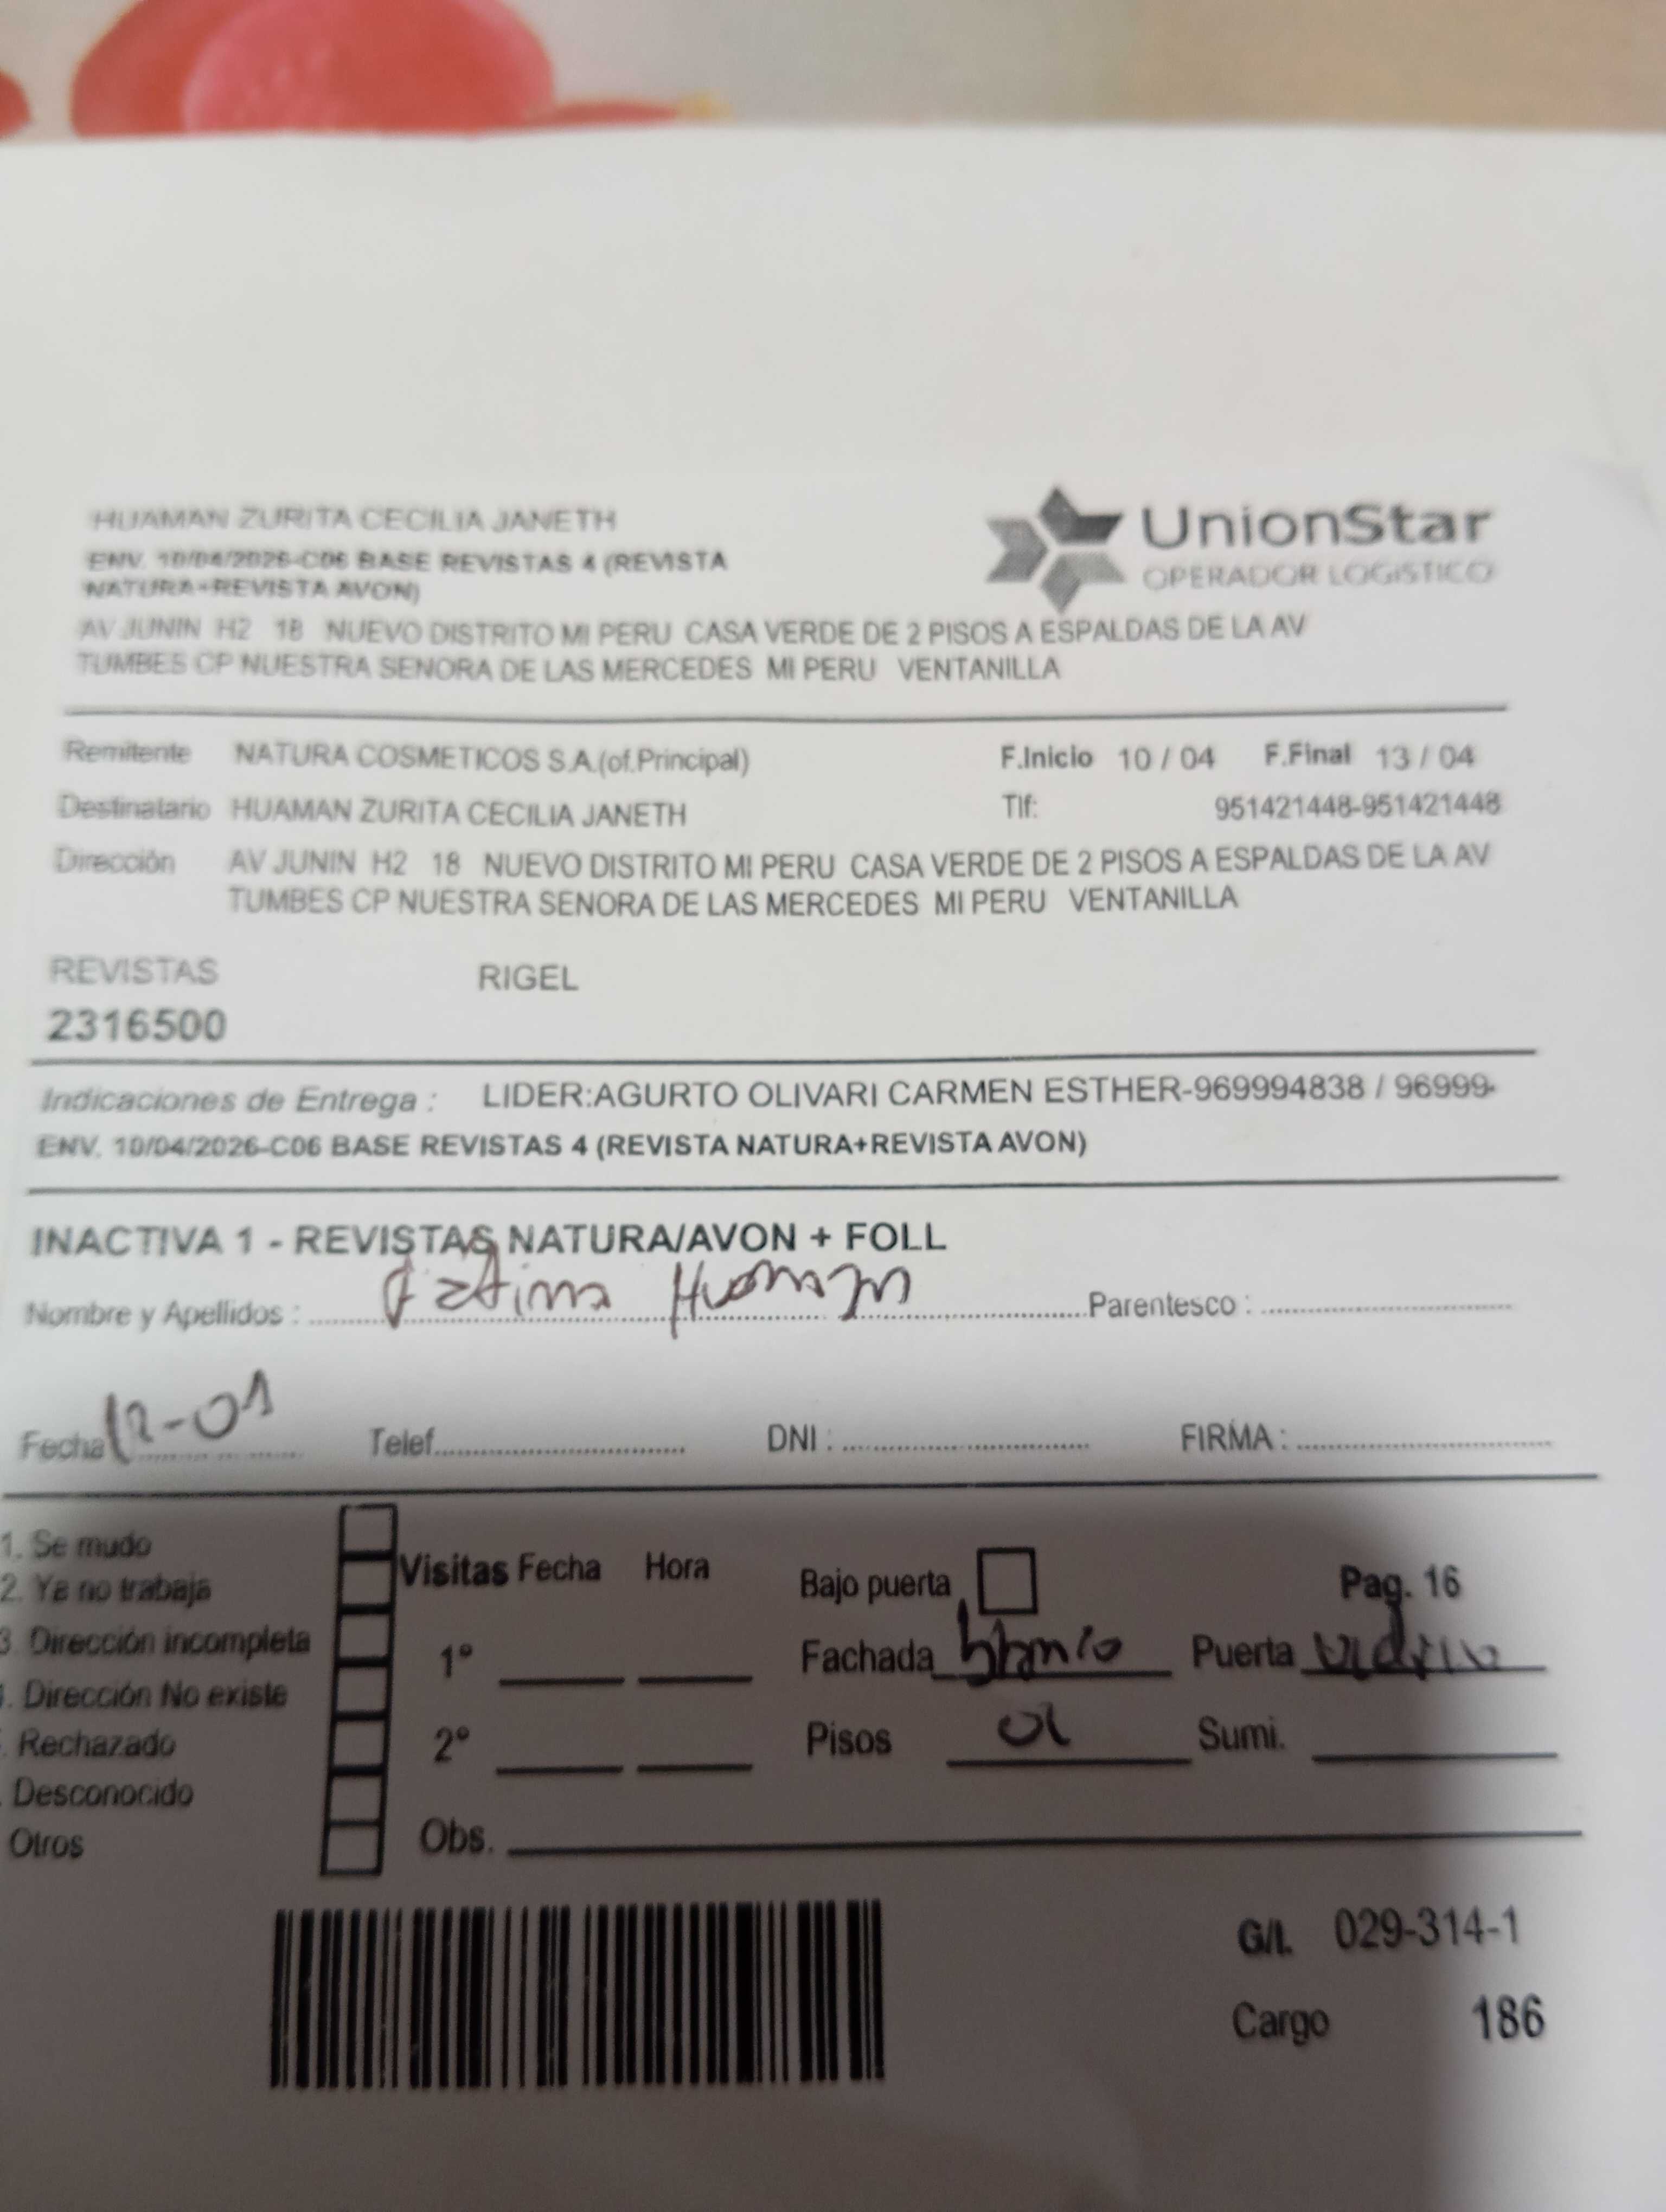 HUAMAN ZURITA CECILIA JANETH
UnionStar
OPERADOR LOGISTICO
ENV. 10/04/2026-C06 BASE REVISTAS 4 (REVISTA
NATURA+REVISTA AVON)
AV JUNIN H2 18 NUEVO DISTRITO MI PERU CASA VERDE DE 2 PISOS A ESPALDAS DE LA AV
TUMBES CP NUESTRA SENORA DE LAS MERCEDES MI PERU VENTANILLA
Remitente NATURA COSMETICOS S.A.(of.Principal) F.Inicio 10 / 04 F.Final 13 / 04
Destinatario HUAMAN ZURITA CECILIA JANETH Tlf: 951421448-951421448
Dirección AV JUNIN H2 18 NUEVO DISTRITO MI PERU CASA VERDE DE 2 PISOS A ESPALDAS DE LA AV
TUMBES CP NUESTRA SENORA DE LAS MERCEDES MI PERU VENTANILLA
REVISTAS RIGEL
2316500
Indicaciones de Entrega : LIDER:AGURTO OLIVARI CARMEN ESTHER-969994838 / 96999-
ENV. 10/04/2026-C06 BASE REVISTAS 4 (REVISTA NATURA+REVISTA AVON)
INACTIVA 1 - REVISTAS NATURA/AVON + FOLL
Nombre y Apellidos : Fatima Huaman Parentesco :
Fecha 12-04 Telef. DNI : FIRMA :
1. Se mudo
2. Ya no trabaja
3. Dirección incompleta
. Dirección No existe
. Rechazado
. Desconocido
Otros
Visitas Fecha Hora
1°
2°
Obs.
Bajo puerta Pag. 16
Fachada blanco Puerta vidrio
Pisos Sumi.
G/I. 029-314-1
Cargo 186